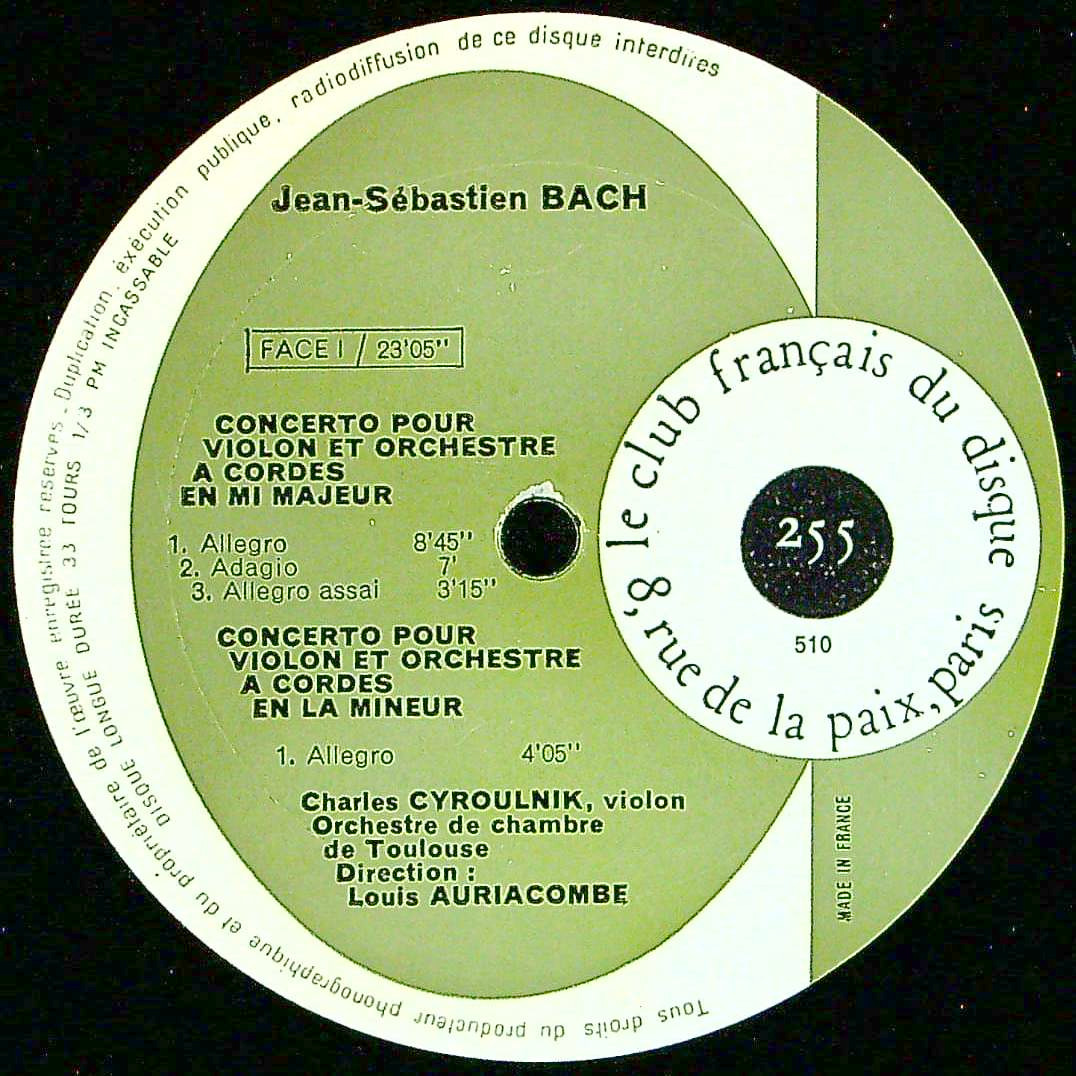 Jean-Sébastien BACH
FACE I / 23'05"
CONCERTO POUR
VIOLON ET ORCHESTRE
A CORDES
EN MI MAJEUR
1. Allegro 8'45"
2. Adagio 7'
3. Allegro assai 3'15"
CONCERTO POUR
VIOLON ET ORCHESTRE
A CORDES
EN LA MINEUR
1. Allegro 4'05"
Charles CYROULNIK, violon
Orchestre de chambre
de Toulouse
Direction :
Louis AURIACOMBE
le club français du disque
8, rue de la paix, paris
255
510
MADE IN FRANCE
Tous droits du producteur phonographique et du propriétaire de l'œuvre enregistrée reservés - Duplication, éxècution publique, radiodiffusion de ce disque interdires
DISQUE LONGUE DURÉE 33 TOURS 1/3 PM INCASSABLE